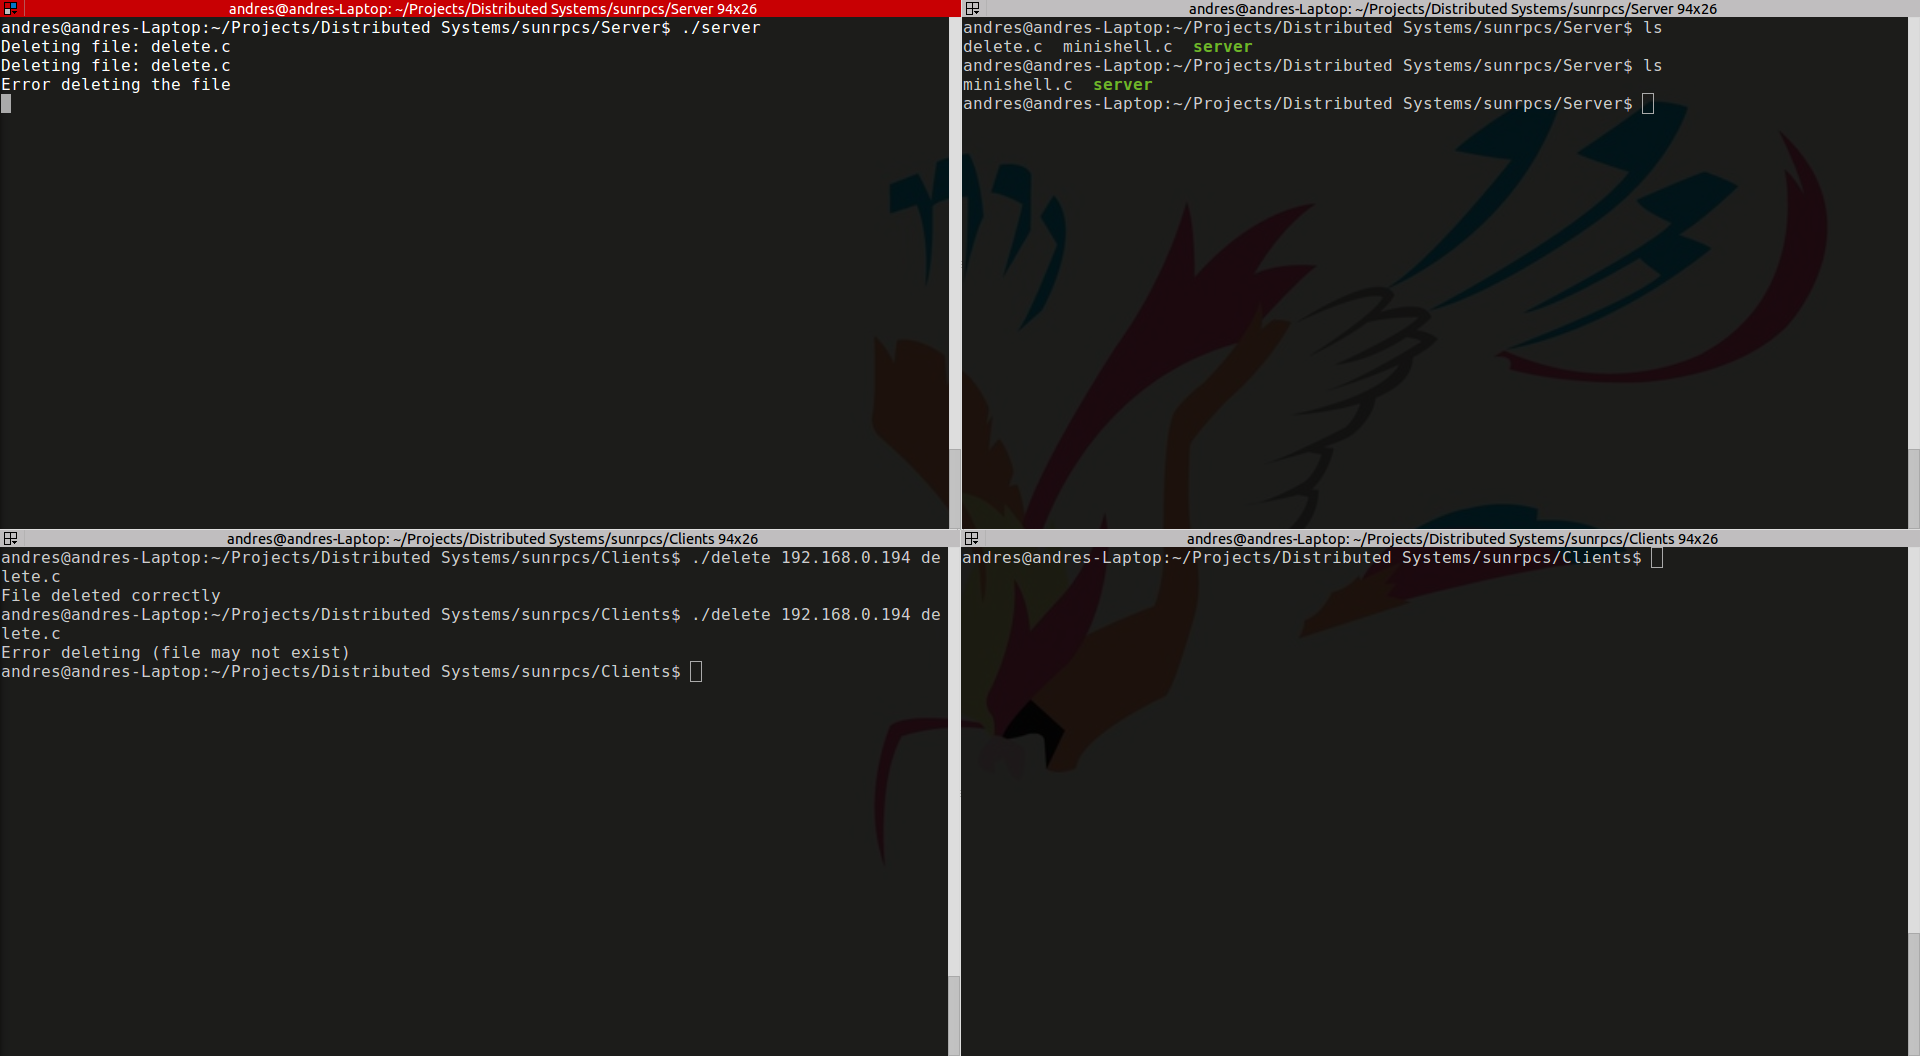 andres@andres-Laptop: ~/Projects/Distributed Systems/sunrpcs/Server 94x26
andres@andres-Laptop:~/Projects/Distributed Systems/sunrpcs/Server$ ./server
Deleting file: delete.c
Deleting file: delete.c
Error deleting the file
andres@andres-Laptop: ~/Projects/Distributed Systems/sunrpcs/Server 94x26
andres@andres-Laptop:~/Projects/Distributed Systems/sunrpcs/Server$ ls
delete.c  minishell.c  server
andres@andres-Laptop:~/Projects/Distributed Systems/sunrpcs/Server$ ls
minishell.c  server
andres@andres-Laptop:~/Projects/Distributed Systems/sunrpcs/Server$
andres@andres-Laptop: ~/Projects/Distributed Systems/sunrpcs/Clients 94x26
andres@andres-Laptop:~/Projects/Distributed Systems/sunrpcs/Clients$ ./delete 192.168.0.194 de
lete.c
File deleted correctly
andres@andres-Laptop:~/Projects/Distributed Systems/sunrpcs/Clients$ ./delete 192.168.0.194 de
lete.c
Error deleting (file may not exist)
andres@andres-Laptop:~/Projects/Distributed Systems/sunrpcs/Clients$
andres@andres-Laptop: ~/Projects/Distributed Systems/sunrpcs/Clients 94x26
andres@andres-Laptop:~/Projects/Distributed Systems/sunrpcs/Clients$